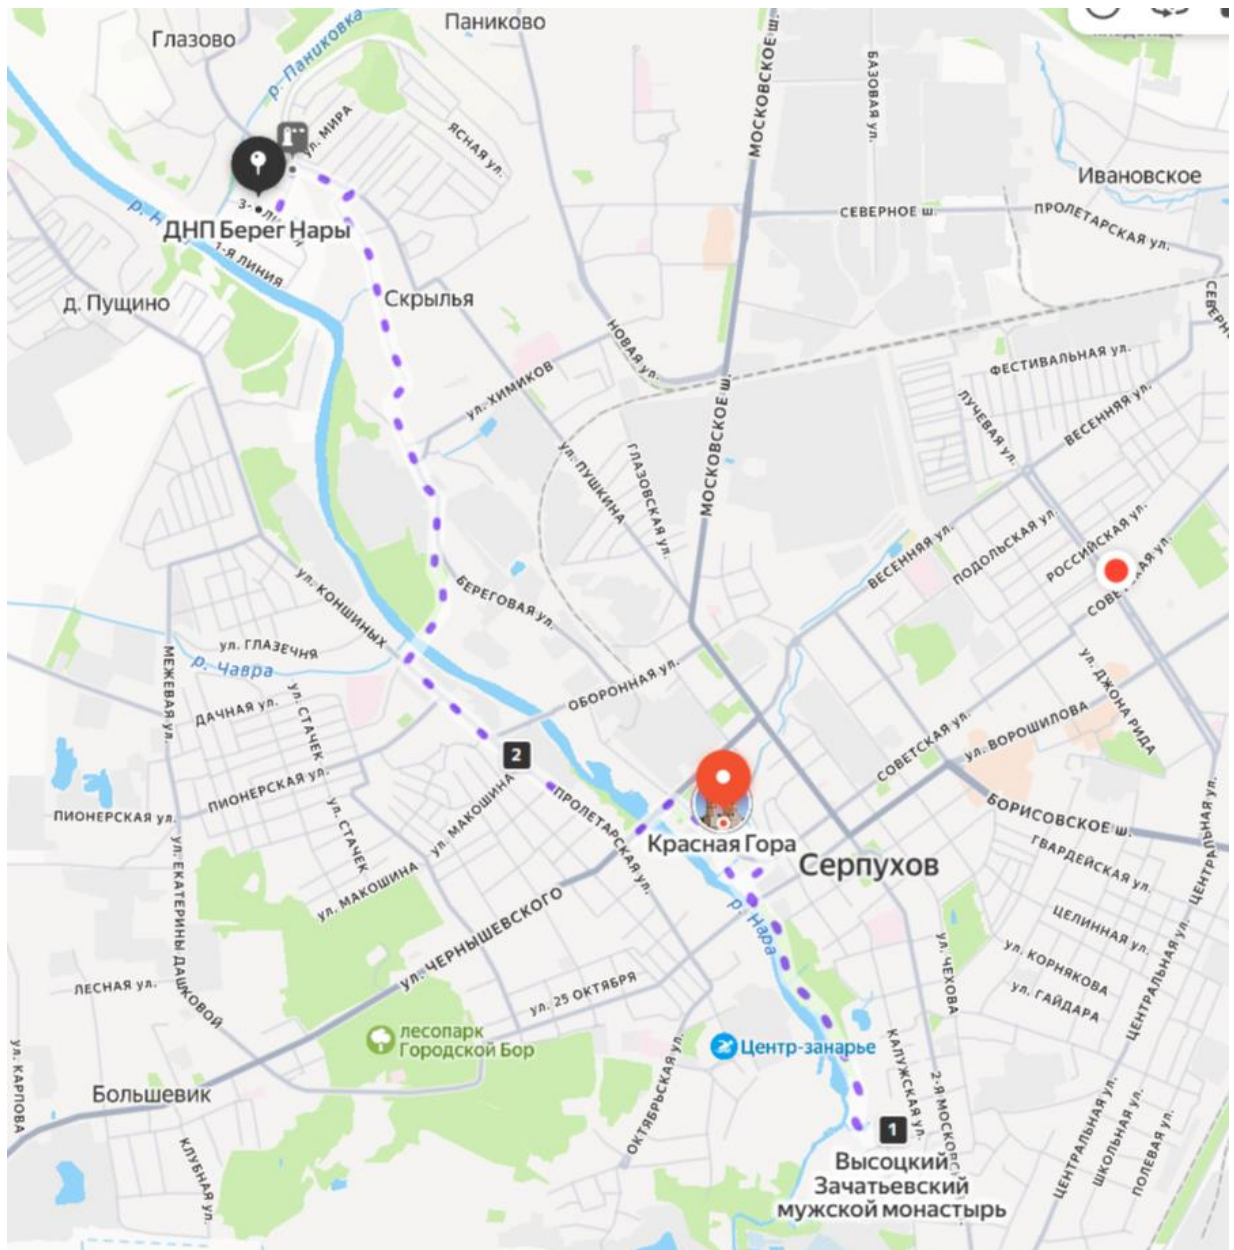 Паниково
Глазово
кладбище
р. Паниковка
МОСКОВСКОЕ ш.
БАЗОВАЯ ул.
ул. МИРА
ЯСНАЯ ул.
Ивановское
СЕВЕРНОЕ ш.
ПРОЛЕТАРСКАЯ ул.
ДНП Берег Нары
1-Я ЛИНИЯ
д. Пущино
Скрылья
НОВАЯ ул.
ФЕСТИВАЛЬНАЯ ул.
ул. ХИМИКОВ
МОСКОВСКОЕ ш.
ЛУЧЕВАЯ ул.
ВЕСЕННЯЯ ул.
ул. ПУШКИНА
ГЛАЗОВСКАЯ ул.
ВЕСЕННЯЯ ул.
ПОДОЛЬСКАЯ ул.
РОССИЙСКАЯ ул.
ул. КОНШИНЫХ
БЕРЕГОВАЯ ул.
ул. ГЛАЗЕЧНЯ
р. Чавра
МЕЖЕВАЯ ул.
ул. СТАЧЕК
ДАЧНАЯ ул.
ОБОРОННАЯ ул.
ул. ДЖОНА РИДА
СОВЕТСКАЯ ул.
ул. ВОРОШИЛОВА
2
ПИОНЕРСКАЯ ул.
ПИОНЕРСКАЯ ул.
ул. СТАЧЕК
ул. МАКОШИНА
ПРОЛЕТАРСКАЯ ул.
БОРИСОВСКОЕ ш.
Красная Гора
Серпухов
ГВАРДЕЙСКАЯ ул.
ЦЕНТРАЛЬНАЯ ул.
ул. МАКОШИНА
ул. ЕКАТЕРИНЫ ДАШКОВОЙ
ул. ЧЕРНЫШЕВСКОГО
р. Нара
ЦЕЛИННАЯ ул.
ул. ЧЕХОВА
ул. КОРНЯКОВА
ул. ГАЙДАРА
ЦЕНТРАЛЬНАЯ ул.
ЛЕСНАЯ ул.
ул. 25 ОКТЯБРЯ
лесопарк
Городской Бор
Центр-занарье
ул. КАРПОВА
Большевик
ОКТЯБРЬСКАЯ ул.
КАЛУЖСКАЯ ул.
КЛУБНАЯ ул.
ЦЕНТРАЛЬНАЯ ул.
ШКОЛЬНАЯ ул.
ПОЛЕВАЯ ул.
1
Высоцкий
Зачатьевский
мужской монастырь